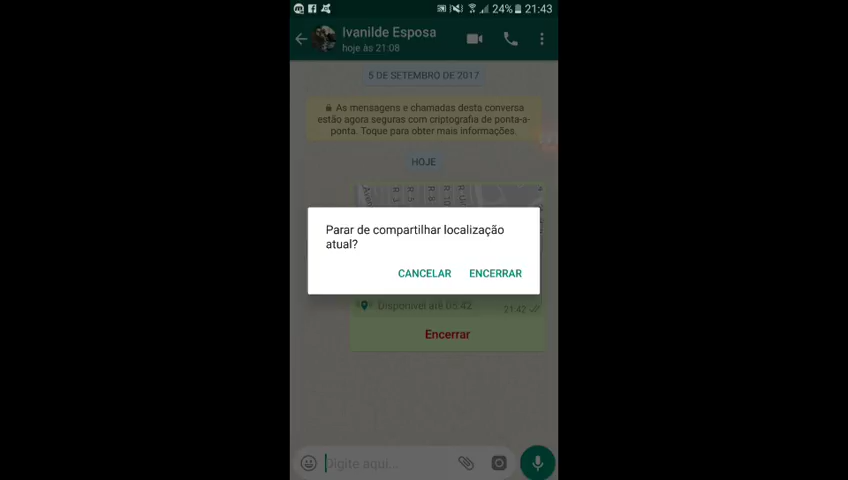 24% 21:43
Ivanilde Esposa
hoje às 21:08
5 DE SETEMBRO DE 2017
As mensagens e chamadas desta conversa
estão agora seguras com criptografia de ponta-a-
ponta. Toque para obter mais informações.
HOJE
Parar de compartilhar localização
atual?
CANCELAR ENCERRAR
Disponível até 05:42
21:42
Encerrar
Digite aqui...